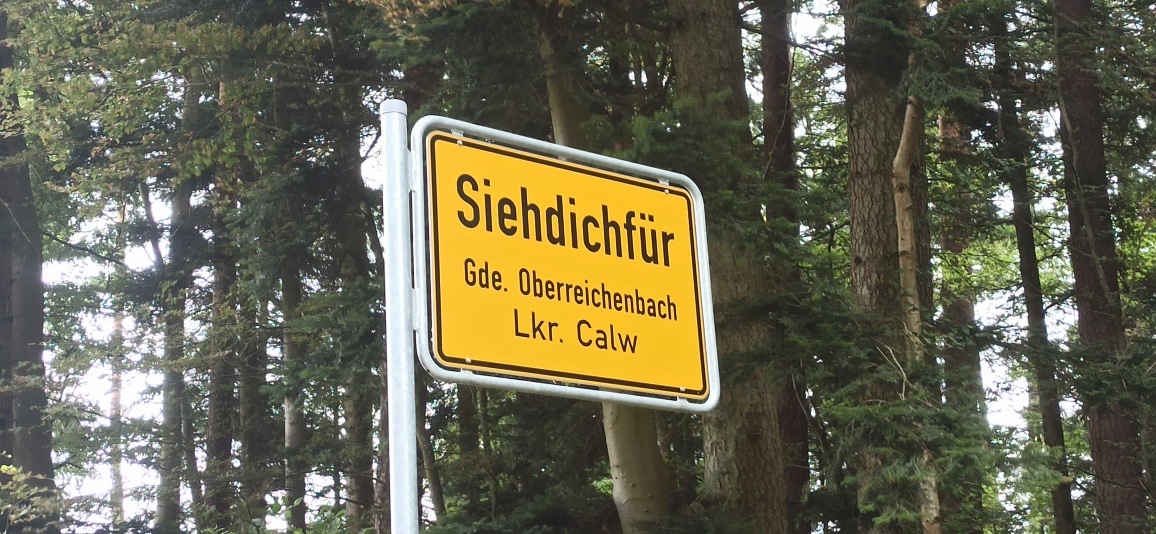 Siehdichfür
Gde. Oberreichenbach
Lkr. Calw